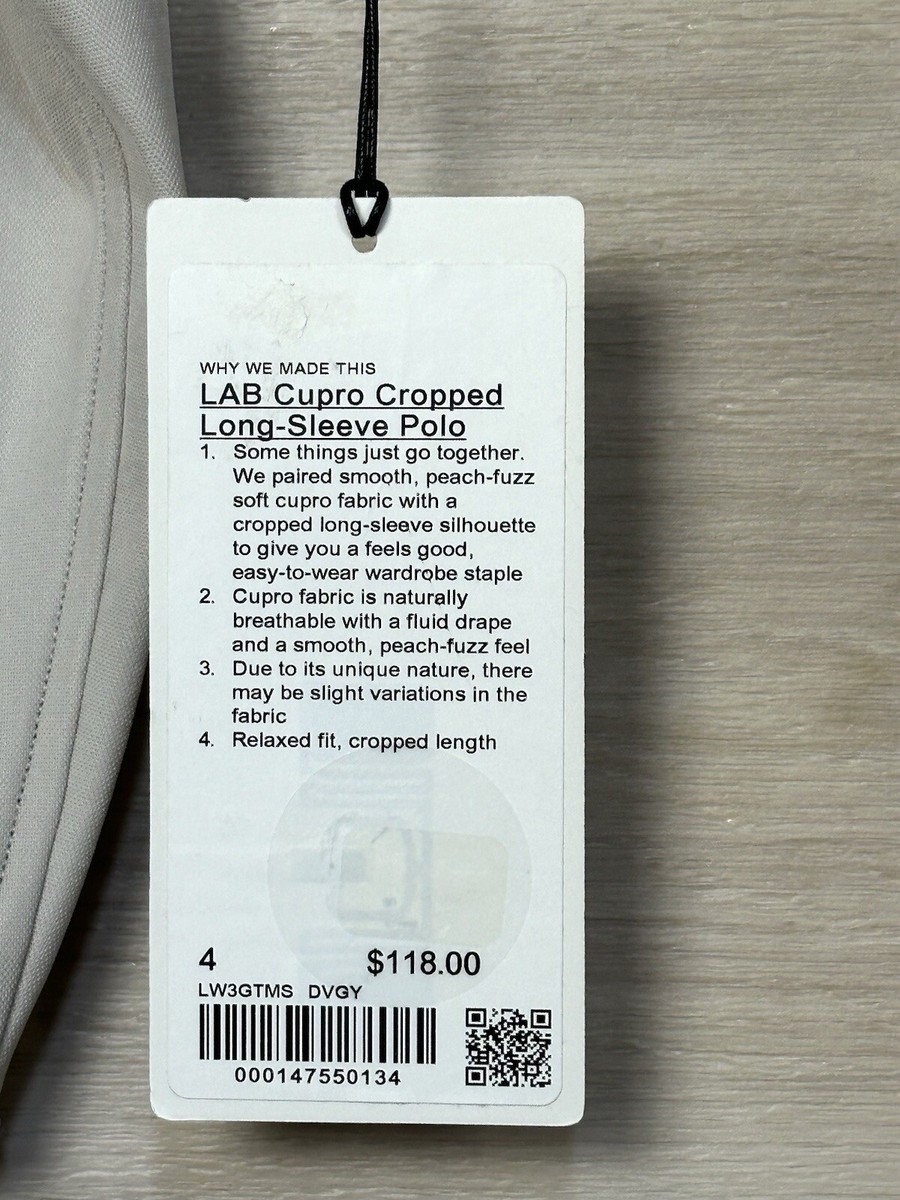 WHY WE MADE THIS
LAB Cupro Cropped
Long-Sleeve Polo
1. Some things just go together.
We paired smooth, peach-fuzz
soft cupro fabric with a
cropped long-sleeve silhouette
to give you a feels good,
easy-to-wear wardrobe staple
2. Cupro fabric is naturally
breathable with a fluid drape
and a smooth, peach-fuzz feel
3. Due to its unique nature, there
may be slight variations in the
fabric
4. Relaxed fit, cropped length
4 $118.00
LW3GTMS DVGY
000147550134